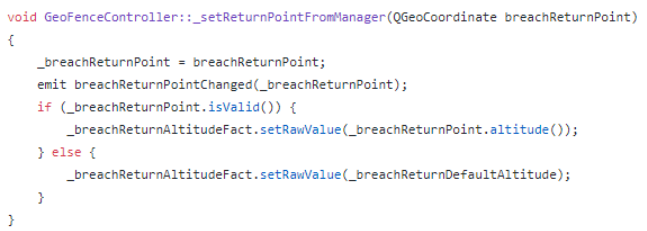 void GeoFenceController::_setReturnPointFromManager(QGeoCoordinate breachReturnPoint)
{
    _breachReturnPoint = breachReturnPoint;
    emit breachReturnPointChanged(_breachReturnPoint);
    if (_breachReturnPoint.isValid()) {
        _breachReturnAltitudeFact.setRawValue(_breachReturnPoint.altitude());
    } else {
        _breachReturnAltitudeFact.setRawValue(_breachReturnDefaultAltitude);
    }
}